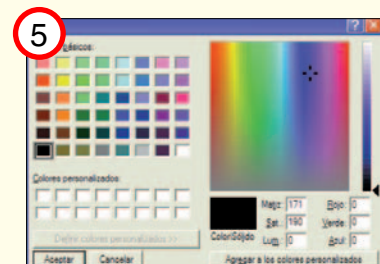 5
básicos:
Colores personalizados:
Definir colores personalizados >>
Aceptar Cancelar
Color|Sólido
Matiz: 171 Rojo: 0
Sat.: 190 Verde: 0
Lum.: 0 Azul: 0
Agregar a los colores personalizados